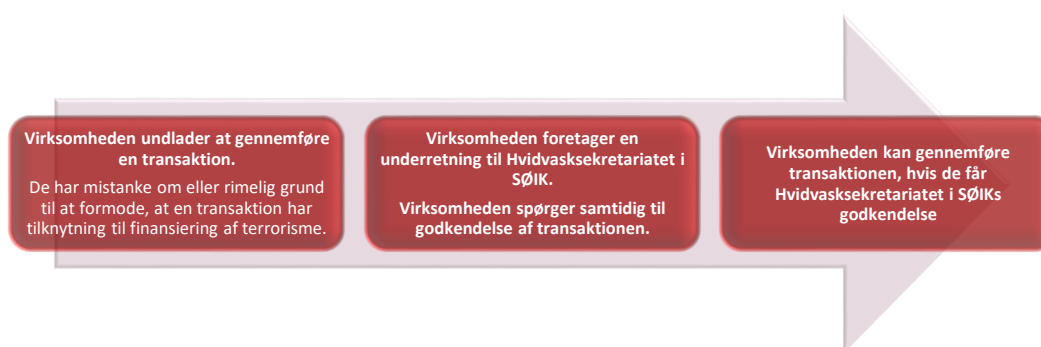 Virksomheden undlader at gennemføre
en transaktion.
De har mistanke om eller rimelig grund
til at formode, at en transaktion har
tilknytning til finansiering af terrorisme.
Virksomheden foretager en
underretning til Hvidvasksekretariatet i
SØIK.
Virksomheden spørger samtidig til
godkendelse af transaktionen.
Virksomheden kan gennemføre
transaktionen, hvis de får
Hvidvasksekretariatet i SØIKs
godkendelse